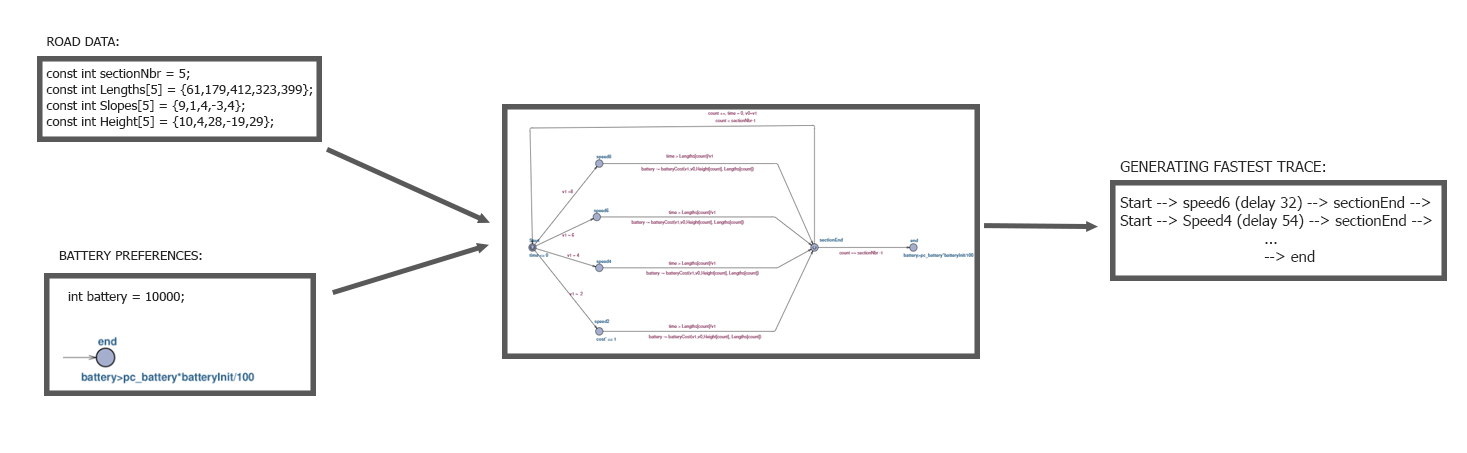 ROAD DATA:
const int sectionNbr = 5;
const int Lengths[5] = {61,179,412,323,399};
const int Slopes[5] = {9,1,4,-3,4};
const int Height[5] = {10,4,28,-19,29};
BATTERY PREFERENCES:
int battery = 10000;
end
battery>pc_battery*batteryInit/100
count ++, time = 0, v0=v1
count < sectionNbr-1
speed8
time = Lengths[count]/v1
battery -= batteryCost(v1,v0,Height[count], Lengths[count])
v1 =8
speed6
time = Lengths[count]/v1
battery -= batteryCost(v1,v0,Height[count], Lengths[count])
v1 = 6
time <= 0
v1 = 4
speed4
time = Lengths[count]/v1
battery -= batteryCost(v1,v0,Height[count], Lengths[count])
v1 = 2
speed2
cost' == 1
time = Lengths[count]/v1
battery -= batteryCost(v1,v0,Height[count], Lengths[count])
sectionEnd
count == sectionNbr -1
end
battery>pc_battery*batteryInit/100
GENERATING FASTEST TRACE:
Start --> speed6 (delay 32) --> sectionEnd -->
Start --> Speed4 (delay 54) --> sectionEnd -->
...
--> end